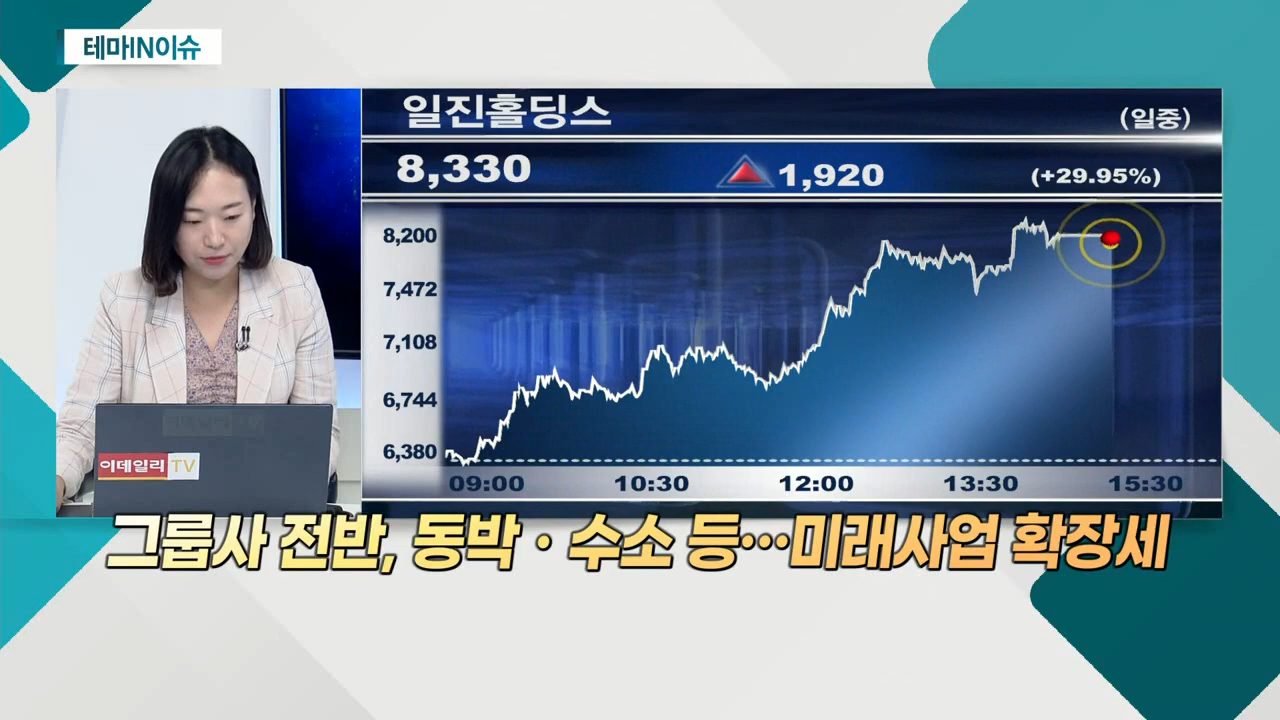 테마IN이슈
일진홀딩스
(일중)
8,330
1,920
(+29.95%)
8,200
7,472
7,108
6,744
6,380
09:00 10:30 12:00 13:30 15:30
이데일리TV
그룹사 전반, 동박·수소 등…미래사업 확장세